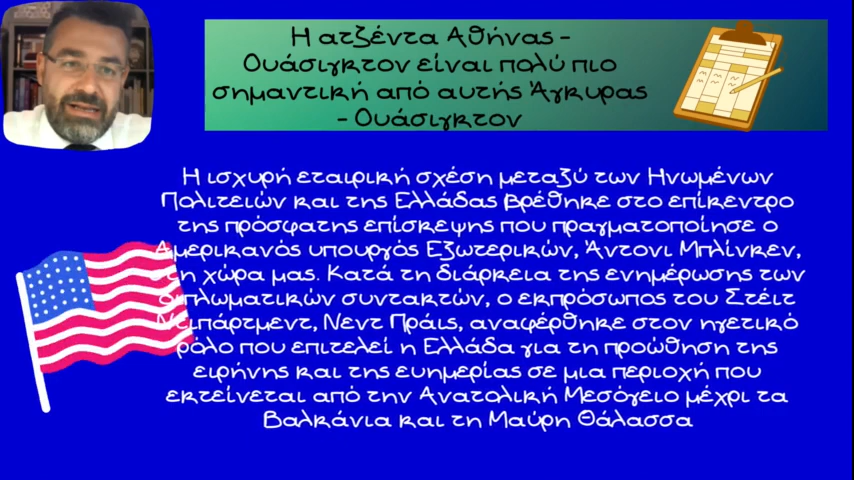 Η ατζέντα Αθήνας -
Ουάσιγκτον είναι πολύ πιο
σημαντική από αυτής Άγκυρας
- Ουάσιγκτον
Η ισχυρή εταιρική σχέση μεταξύ των Ηνωμένων
Πολιτειών και της Ελλάδας βρέθηκε στο επίκεντρο
της πρόσφατης επίσκεψης που πραγματοποίησε ο
Αμερικανός υπουργός Εξωτερικών, Άντονι Μπλίνκεν,
στη χώρα μας. Κατά τη διάρκεια της ενημέρωσης των
διπλωματικών συντακτών, ο εκπρόσωπος του Στέιτ
Ντιπάρτμεντ, Νεντ Πράις, αναφέρθηκε στον ηγετικό
ρόλο που επιτελεί η Ελλάδα για τη προώθηση της
ειρήνης και της ευημερίας σε μια περιοχή που
εκτείνεται από την Ανατολική Μεσόγειο μέχρι τα
Βαλκάνια και τη Μαύρη Θάλασσα